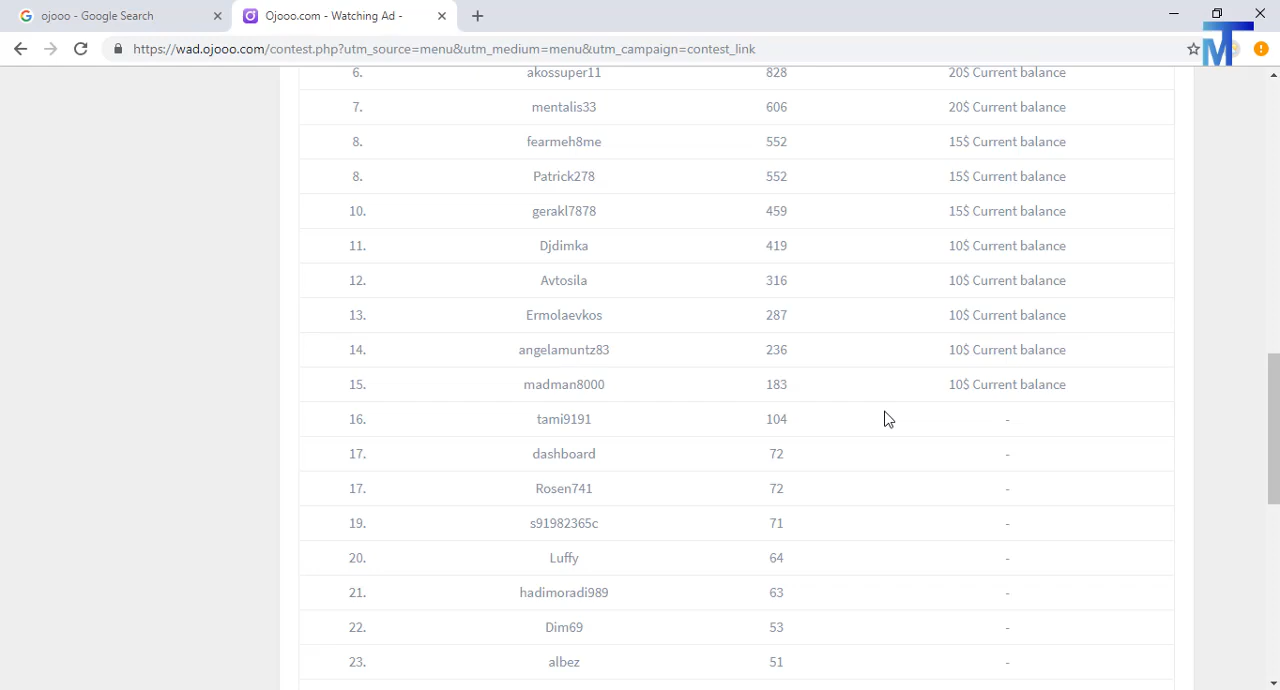 ojooo - Google Search
Ojooo.com - Watching Ad -
https://wad.ojooo.com/contest.php?utm_source=menu&utm_medium=menu&utm_campaign=contest_link
MT
6. akossuper11 828 20$ Current balance
7. mentalis33 606 20$ Current balance
8. fearmeh8me 552 15$ Current balance
8. Patrick278 552 15$ Current balance
10. gerakl7878 459 15$ Current balance
11. Djdimka 419 10$ Current balance
12. Avtosila 316 10$ Current balance
13. Ermolaevkos 287 10$ Current balance
14. angelamuntz83 236 10$ Current balance
15. madman8000 183 10$ Current balance
16. tami9191 104 -
17. dashboard 72 -
17. Rosen741 72 -
19. s91982365c 71 -
20. Luffy 64 -
21. hadimoradi989 63 -
22. Dim69 53 -
23. albez 51 -